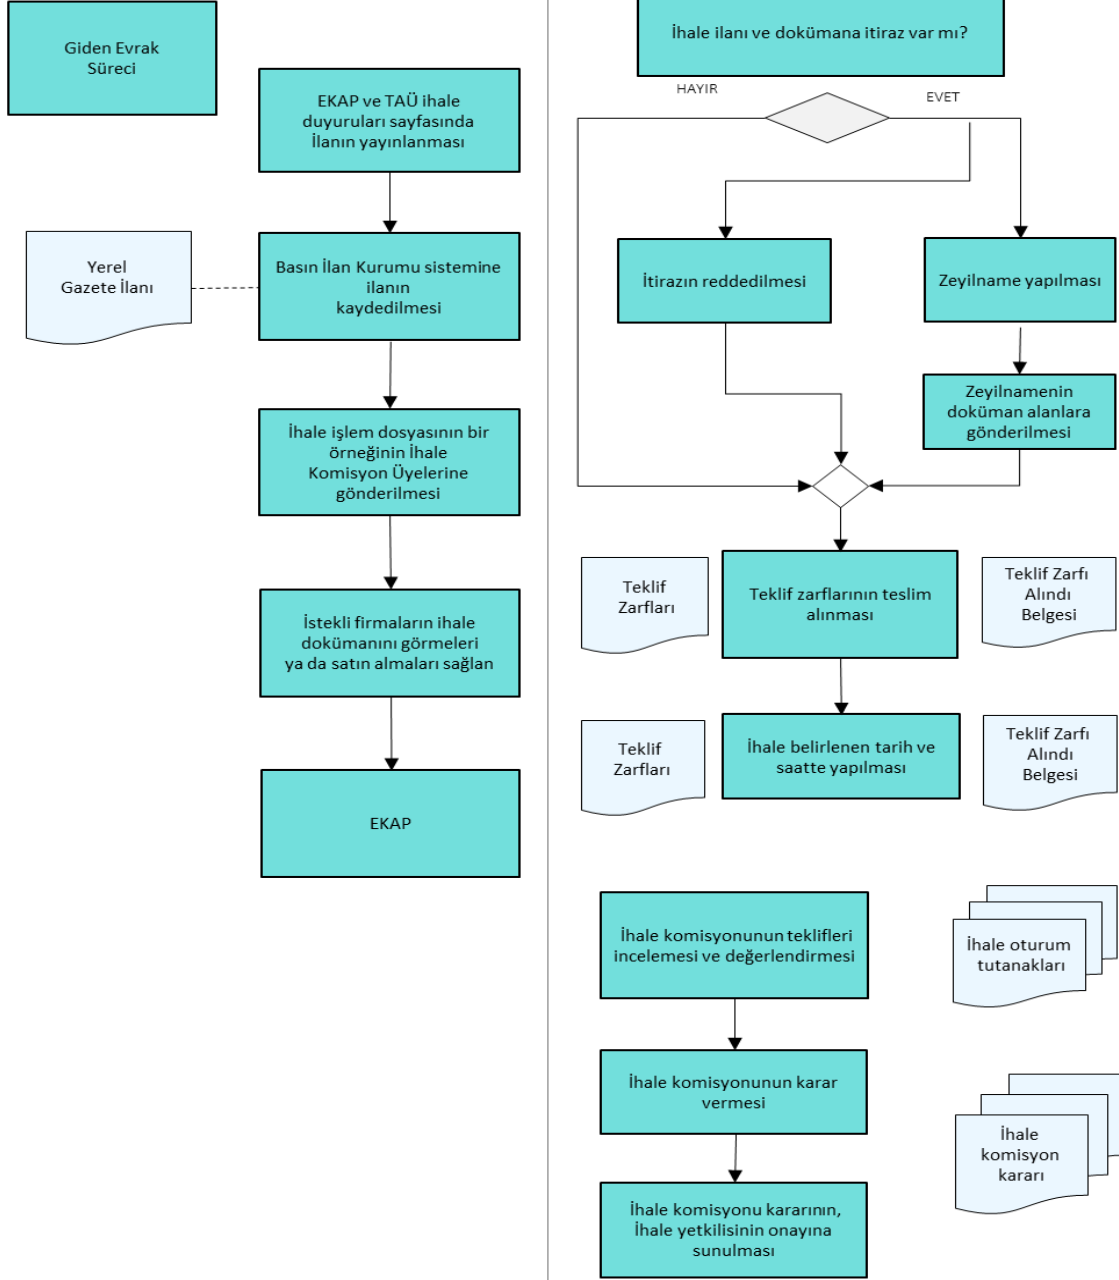 Giden Evrak
Süreci
EKAP ve TAÜ ihale
duyuruları sayfasında
İlanın yayınlanması
Yerel
Gazete İlanı
Basın İlan Kurumu sistemine
ilanın
kaydedilmesi
İhale işlem dosyasının bir
örneğinin İhale
Komisyon Üyelerine
gönderilmesi
İstekli firmaların ihale
dokümanını görmeleri
ya da satın almaları sağlan
EKAP
İhale ilanı ve dokümana itiraz var mı?
HAYIR
EVET
İtirazın reddedilmesi
Zeyilname yapılması
Zeyilnamenin
doküman alanlara
gönderilmesi
Teklif
Zarfları
Teklif zarflarının teslim
alınması
Teklif Zarfı
Alındı
Belgesi
Teklif
Zarfları
İhale belirlenen tarih ve
saatte yapılması
Teklif Zarfı
Alındı
Belgesi
İhale komisyonunun teklifleri
incelemesi ve değerlendirmesi
İhale oturum
tutanakları
İhale komisyonunun karar
vermesi
İhale
komisyon
kararı
İhale komisyonu kararının,
İhale yetkilisinin onayına
sunulması